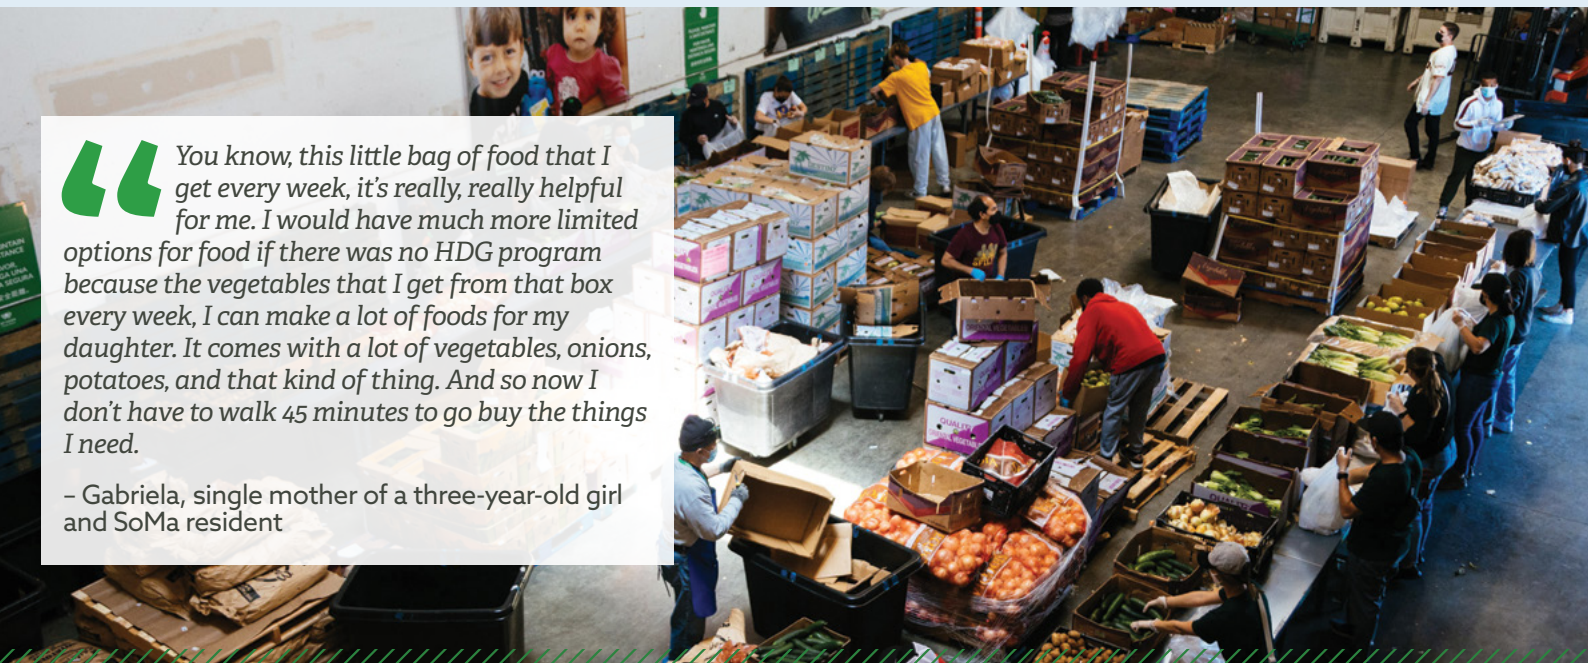 You know, this little bag of food that I
get every week, it's really, really helpful
for me. I would have much more limited
options for food if there was no HDG program
because the vegetables that I get from that box
every week, I can make a lot of foods for my
daughter. It comes with a lot of vegetables, onions,
potatoes, and that kind of thing. And so now I
don't have to walk 45 minutes to go buy the things
I need.
– Gabriela, single mother of a three-year-old girl
and SoMa resident